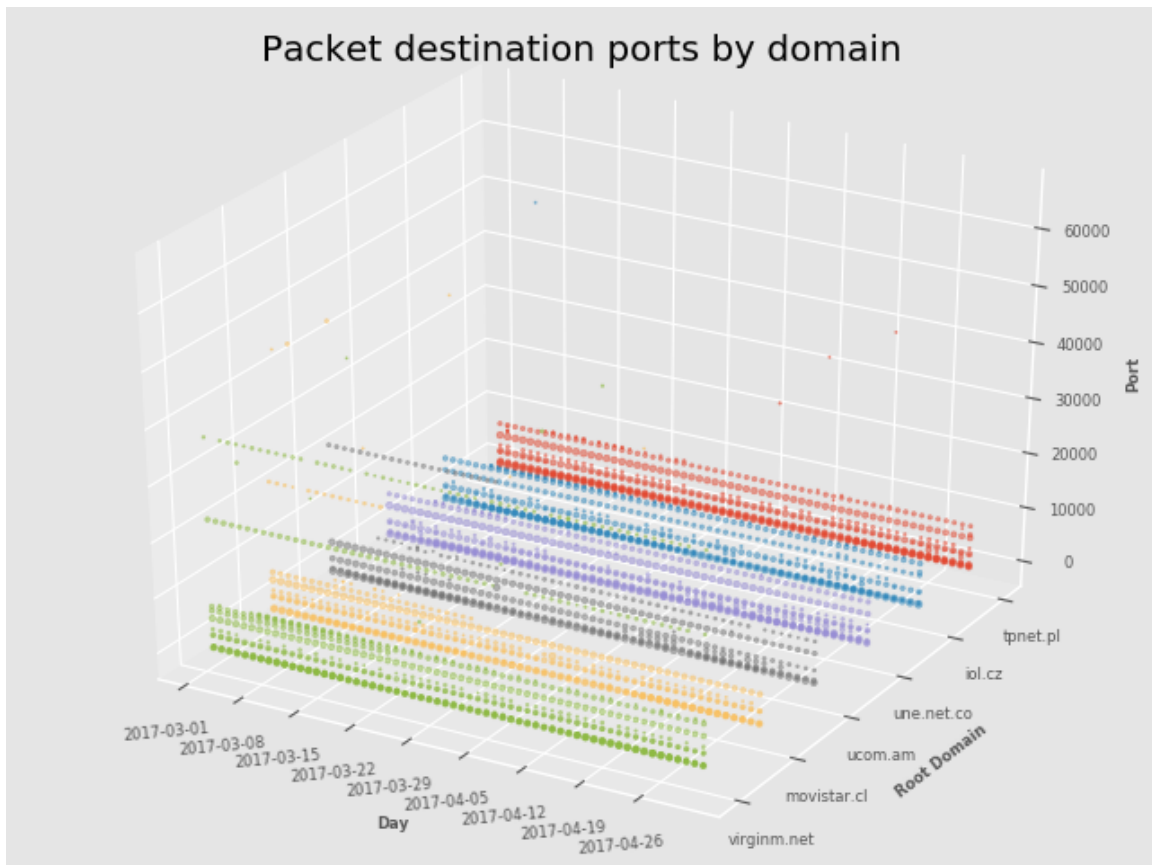 Packet destination ports by domain
60000
50000
40000
30000
20000
10000
0
Port
tpnet.pl
iol.cz
une.net.co
ucom.am
movistar.cl
virginm.net
Root Domain
2017-03-01
2017-03-08
2017-03-15
2017-03-22
2017-03-29
2017-04-05
2017-04-12
2017-04-19
2017-04-26
Day